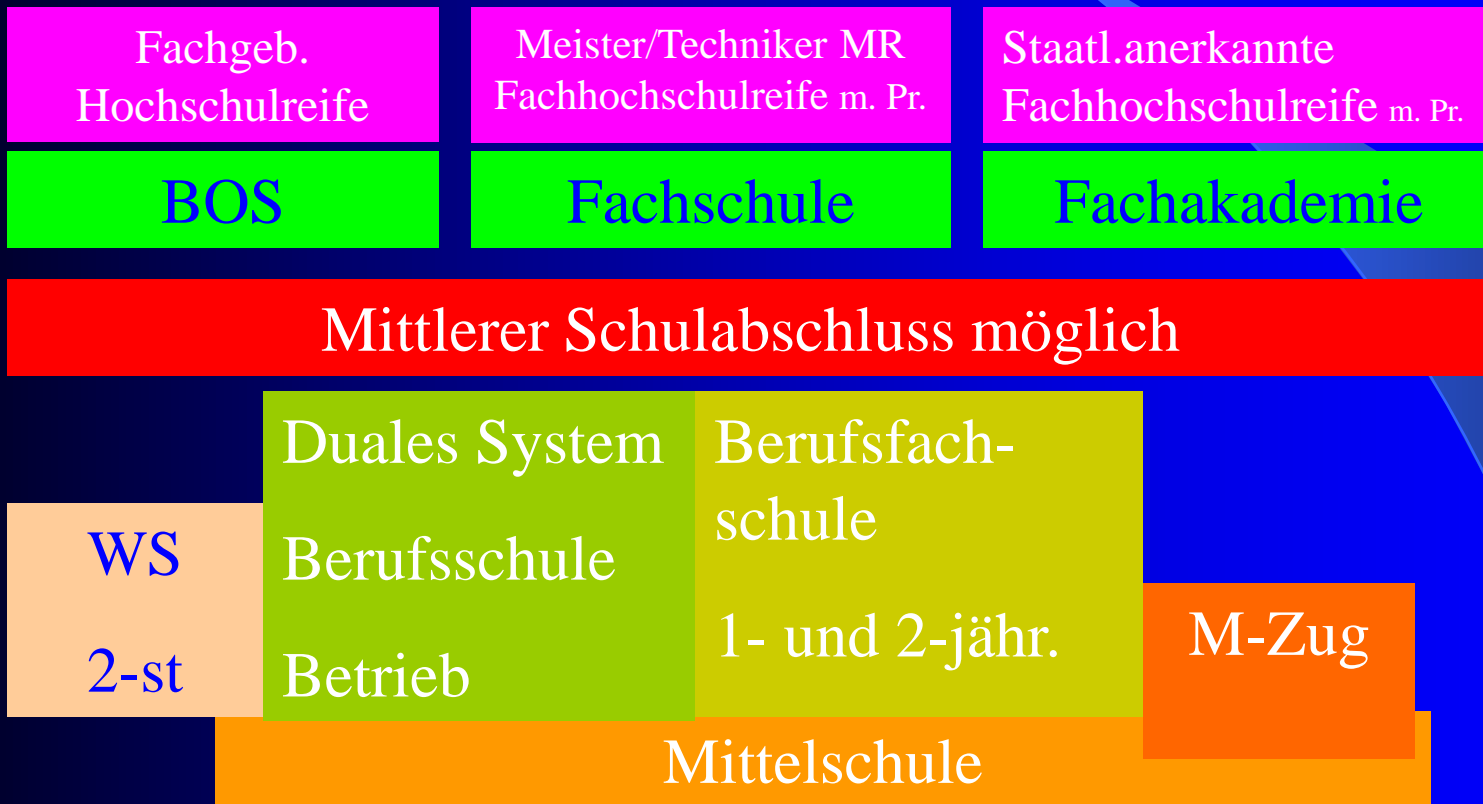 Fachgeb.
Hochschulreife
Meister/Techniker MR
Fachhochschulreife m. Pr.
Staatl.anerkannte
Fachhochschulreife m. Pr.
BOS
Fachschule
Fachakademie
Mittlerer Schulabschluss möglich
WS
2-st
Duales System
Berufsschule
Betrieb
Berufsfach-
schule
1- und 2-jähr.
M-Zug
Mittelschule